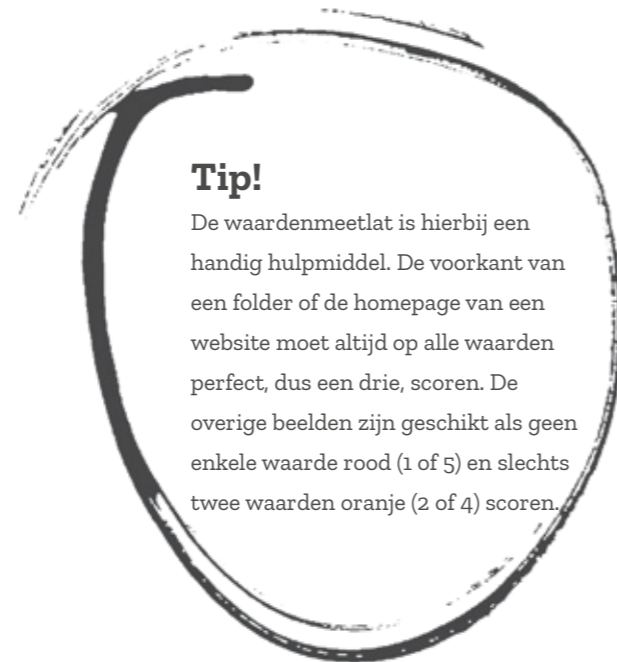 Tip!
De waardenmeetlat is hierbij een
handig hulpmiddel. De voorkant van
een folder of de homepage van een
website moet altijd op alle waarden
perfect, dus een drie, scoren. De
overige beelden zijn geschikt als geen
enkele waarde rood (1 of 5) en slechts
twee waarden oranje (2 of 4) scoren.